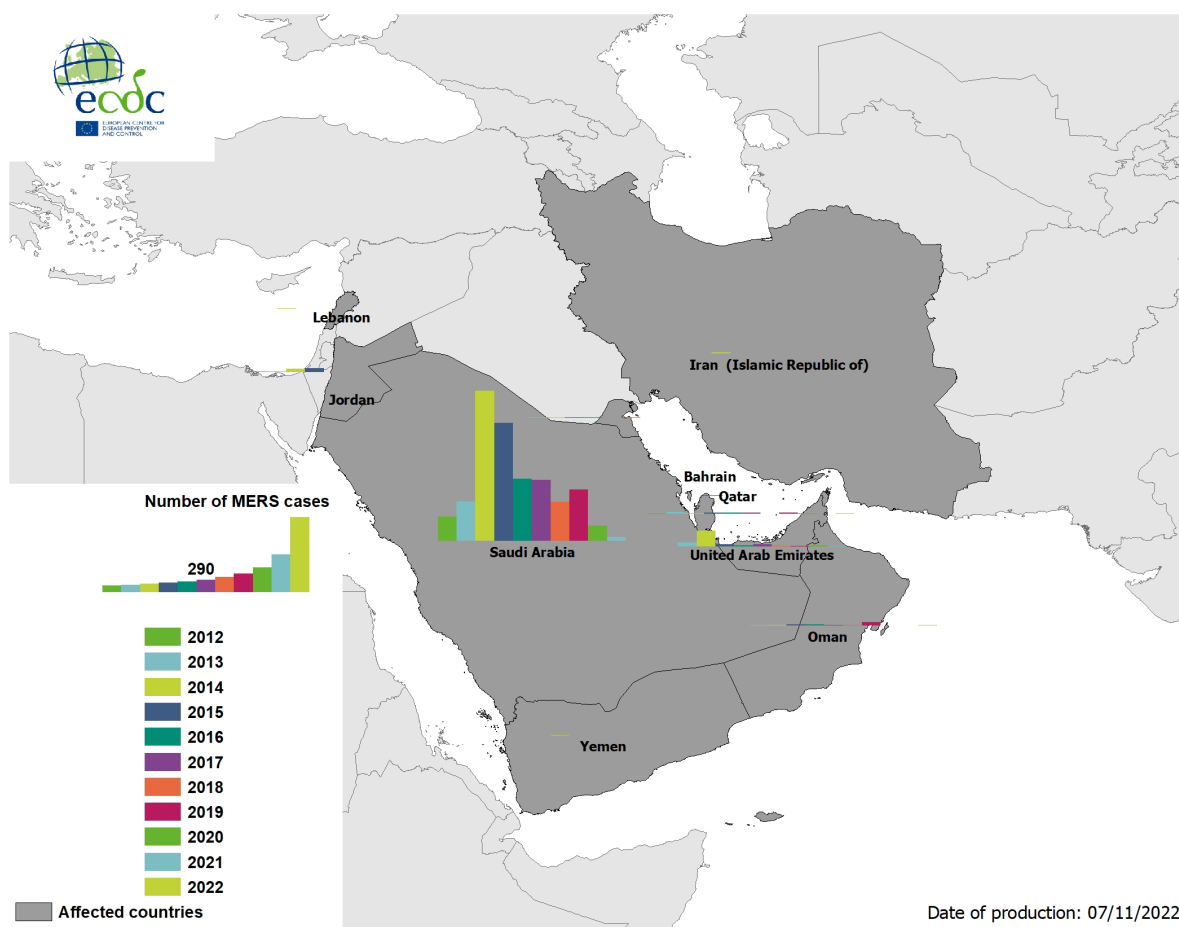 ecdc
EUROPEAN CENTRE FOR
DISEASE PREVENTION
AND CONTROL
Lebanon
Iran (Islamic Republic of)
Jordan
Bahrain
Qatar
Saudi Arabia
United Arab Emirates
Oman
Yemen
Number of MERS cases
290
2012
2013
2014
2015
2016
2017
2018
2019
2020
2021
2022
Affected countries
Date of production: 07/11/2022